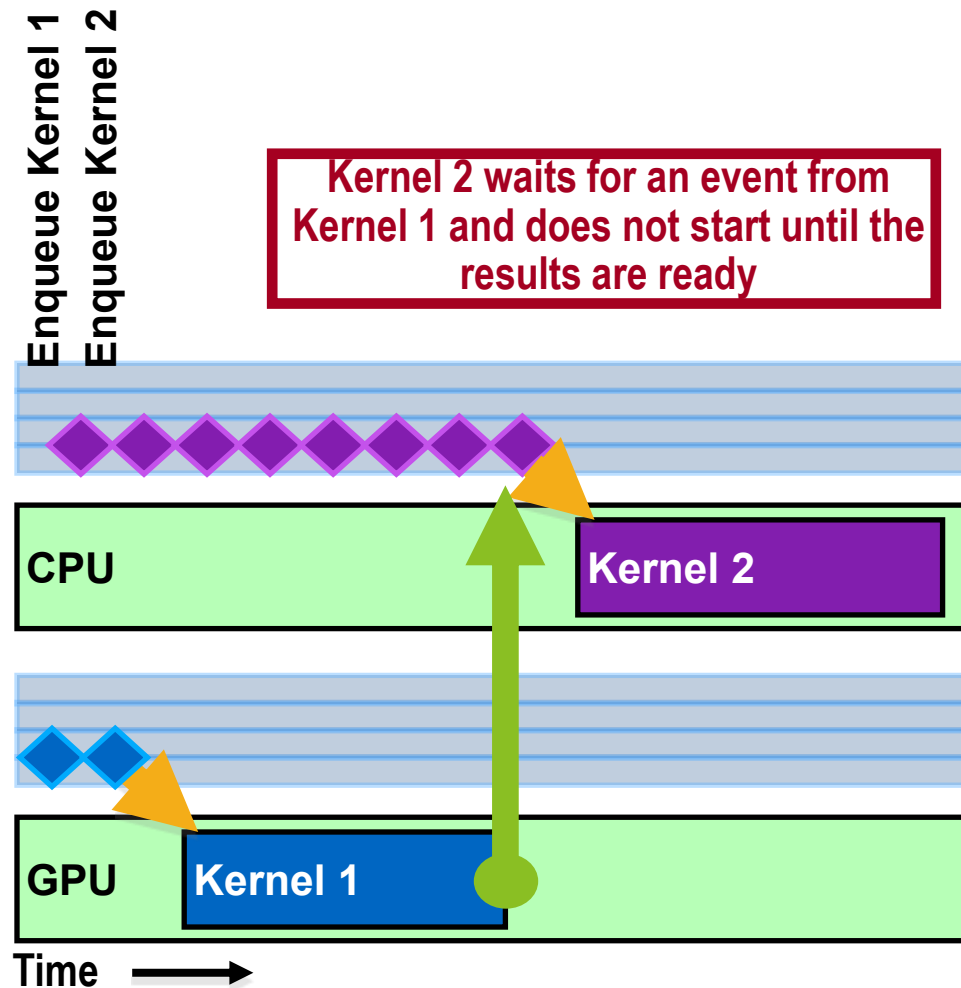 Enqueue Kernel 1
Enqueue Kernel 2
Kernel 2 waits for an event from
Kernel 1 and does not start until the
results are ready
CPU
Kernel 2
GPU
Kernel 1
Time